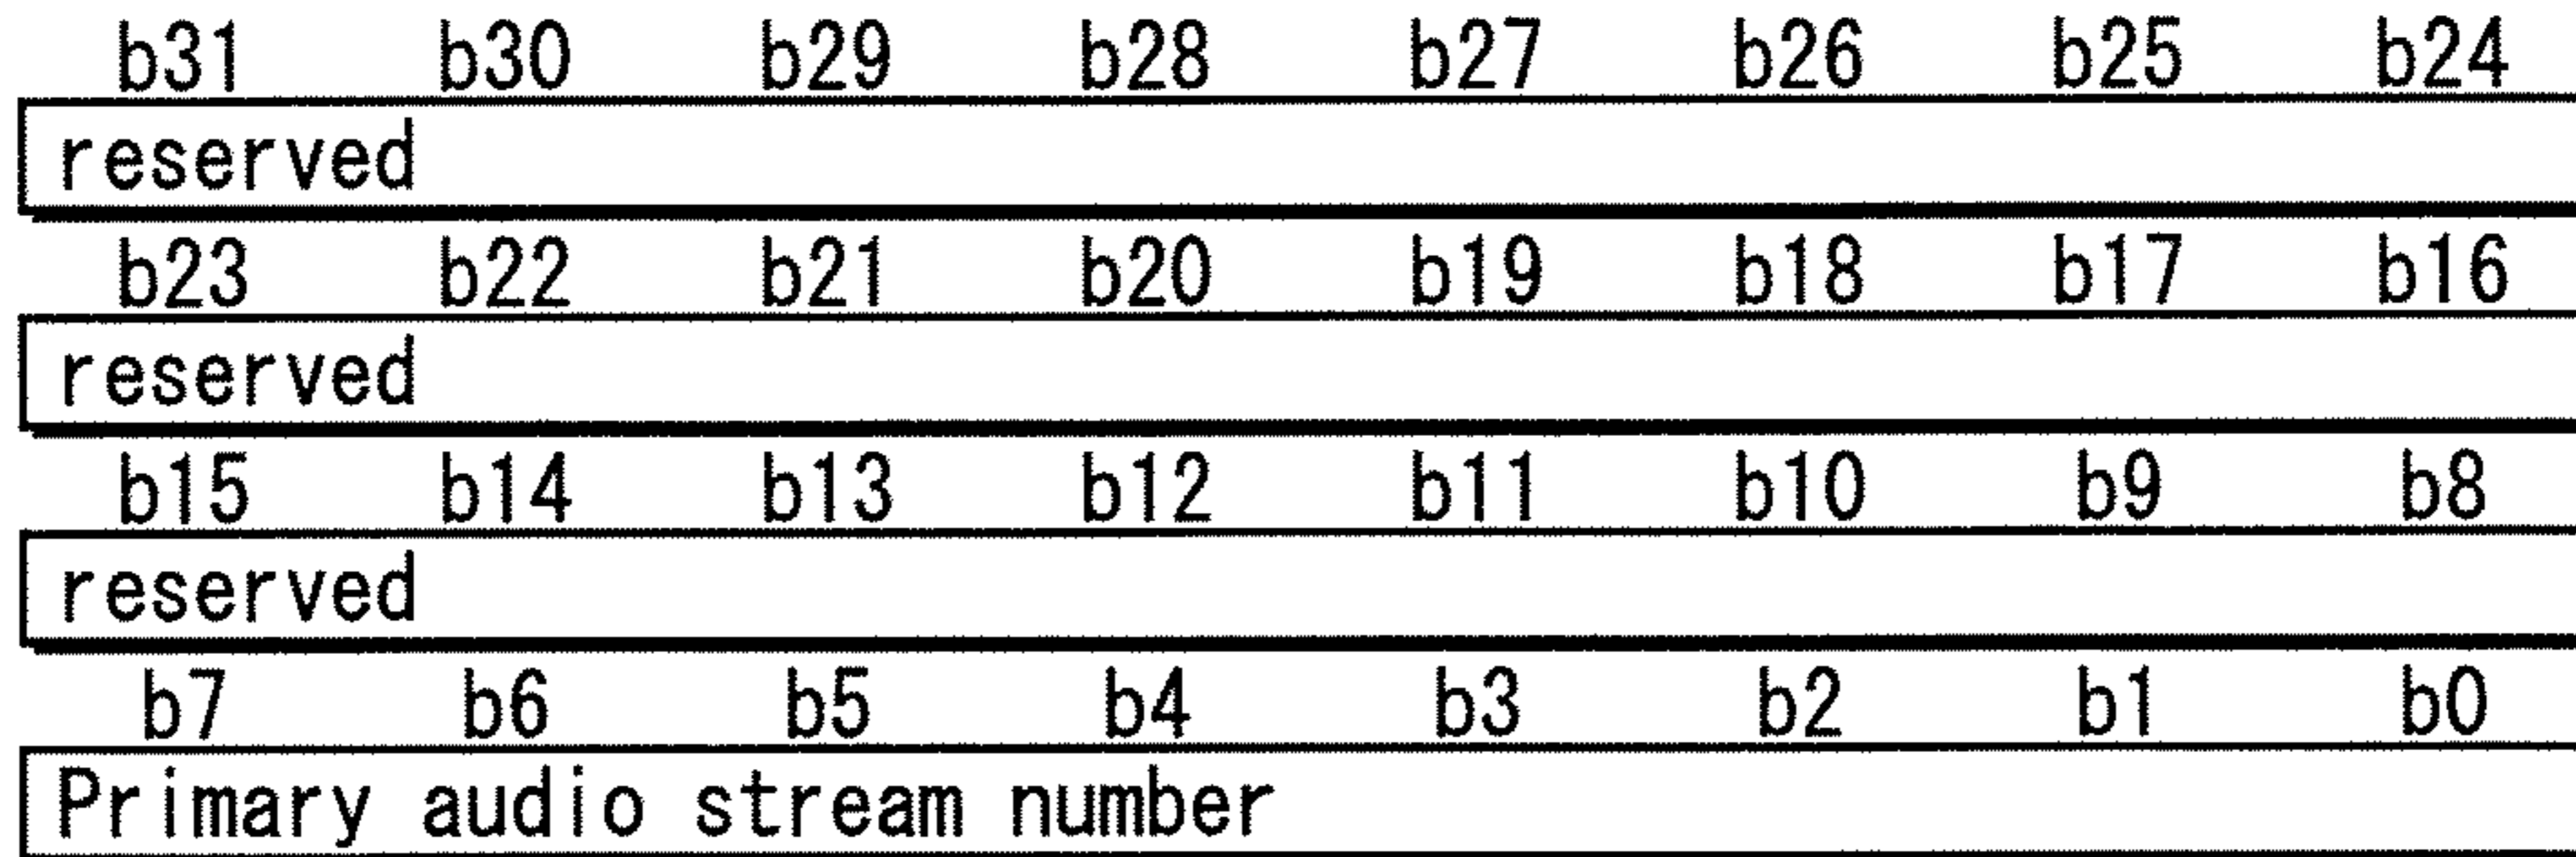 b31 b30 b29 b28 b27 b26 b25 b24
reserved
b23 b22 b21 b20 b19 b18 b17 b16
reserved
b15 b14 b13 b12 b11 b10 b9 b8
reserved
b7 b6 b5 b4 b3 b2 b1 b0
Primary audio stream number